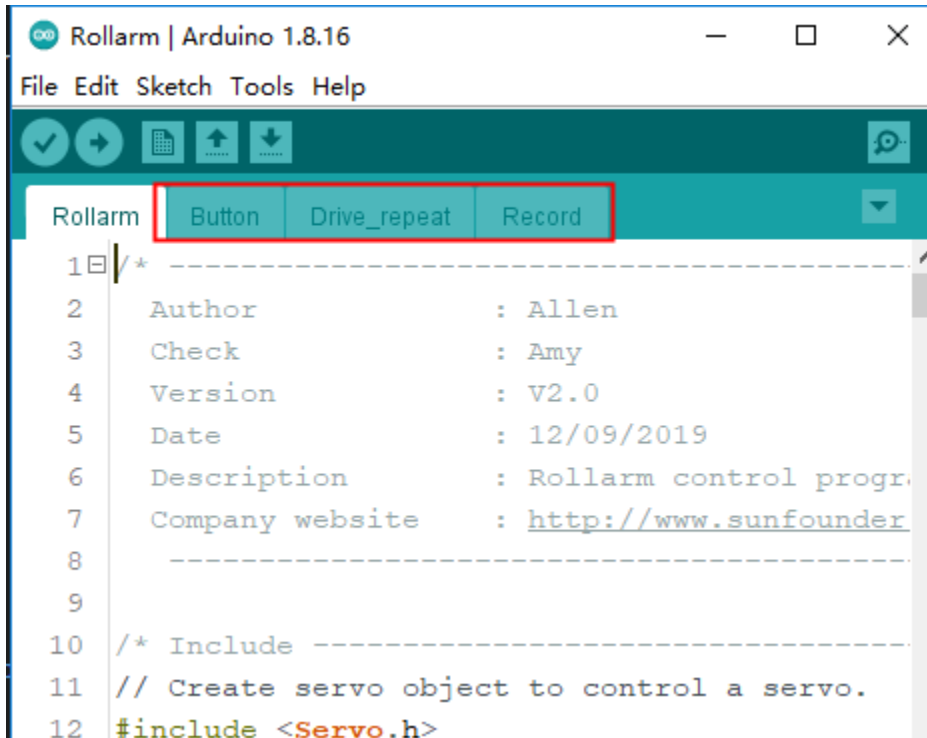 Rollarm | Arduino 1.8.16
File Edit Sketch Tools Help
Rollarm Button Drive_repeat Record
1 /* -----------------------------------------
2 Author : Allen
3 Check : Amy
4 Version : V2.0
5 Date : 12/09/2019
6 Description : Rollarm control progr
7 Company website : http://www.sunfounder
8 -----------------------------------------
9
10 /* Include ---------------------------------
11 // Create servo object to control a servo.
12 #include <Servo.h>